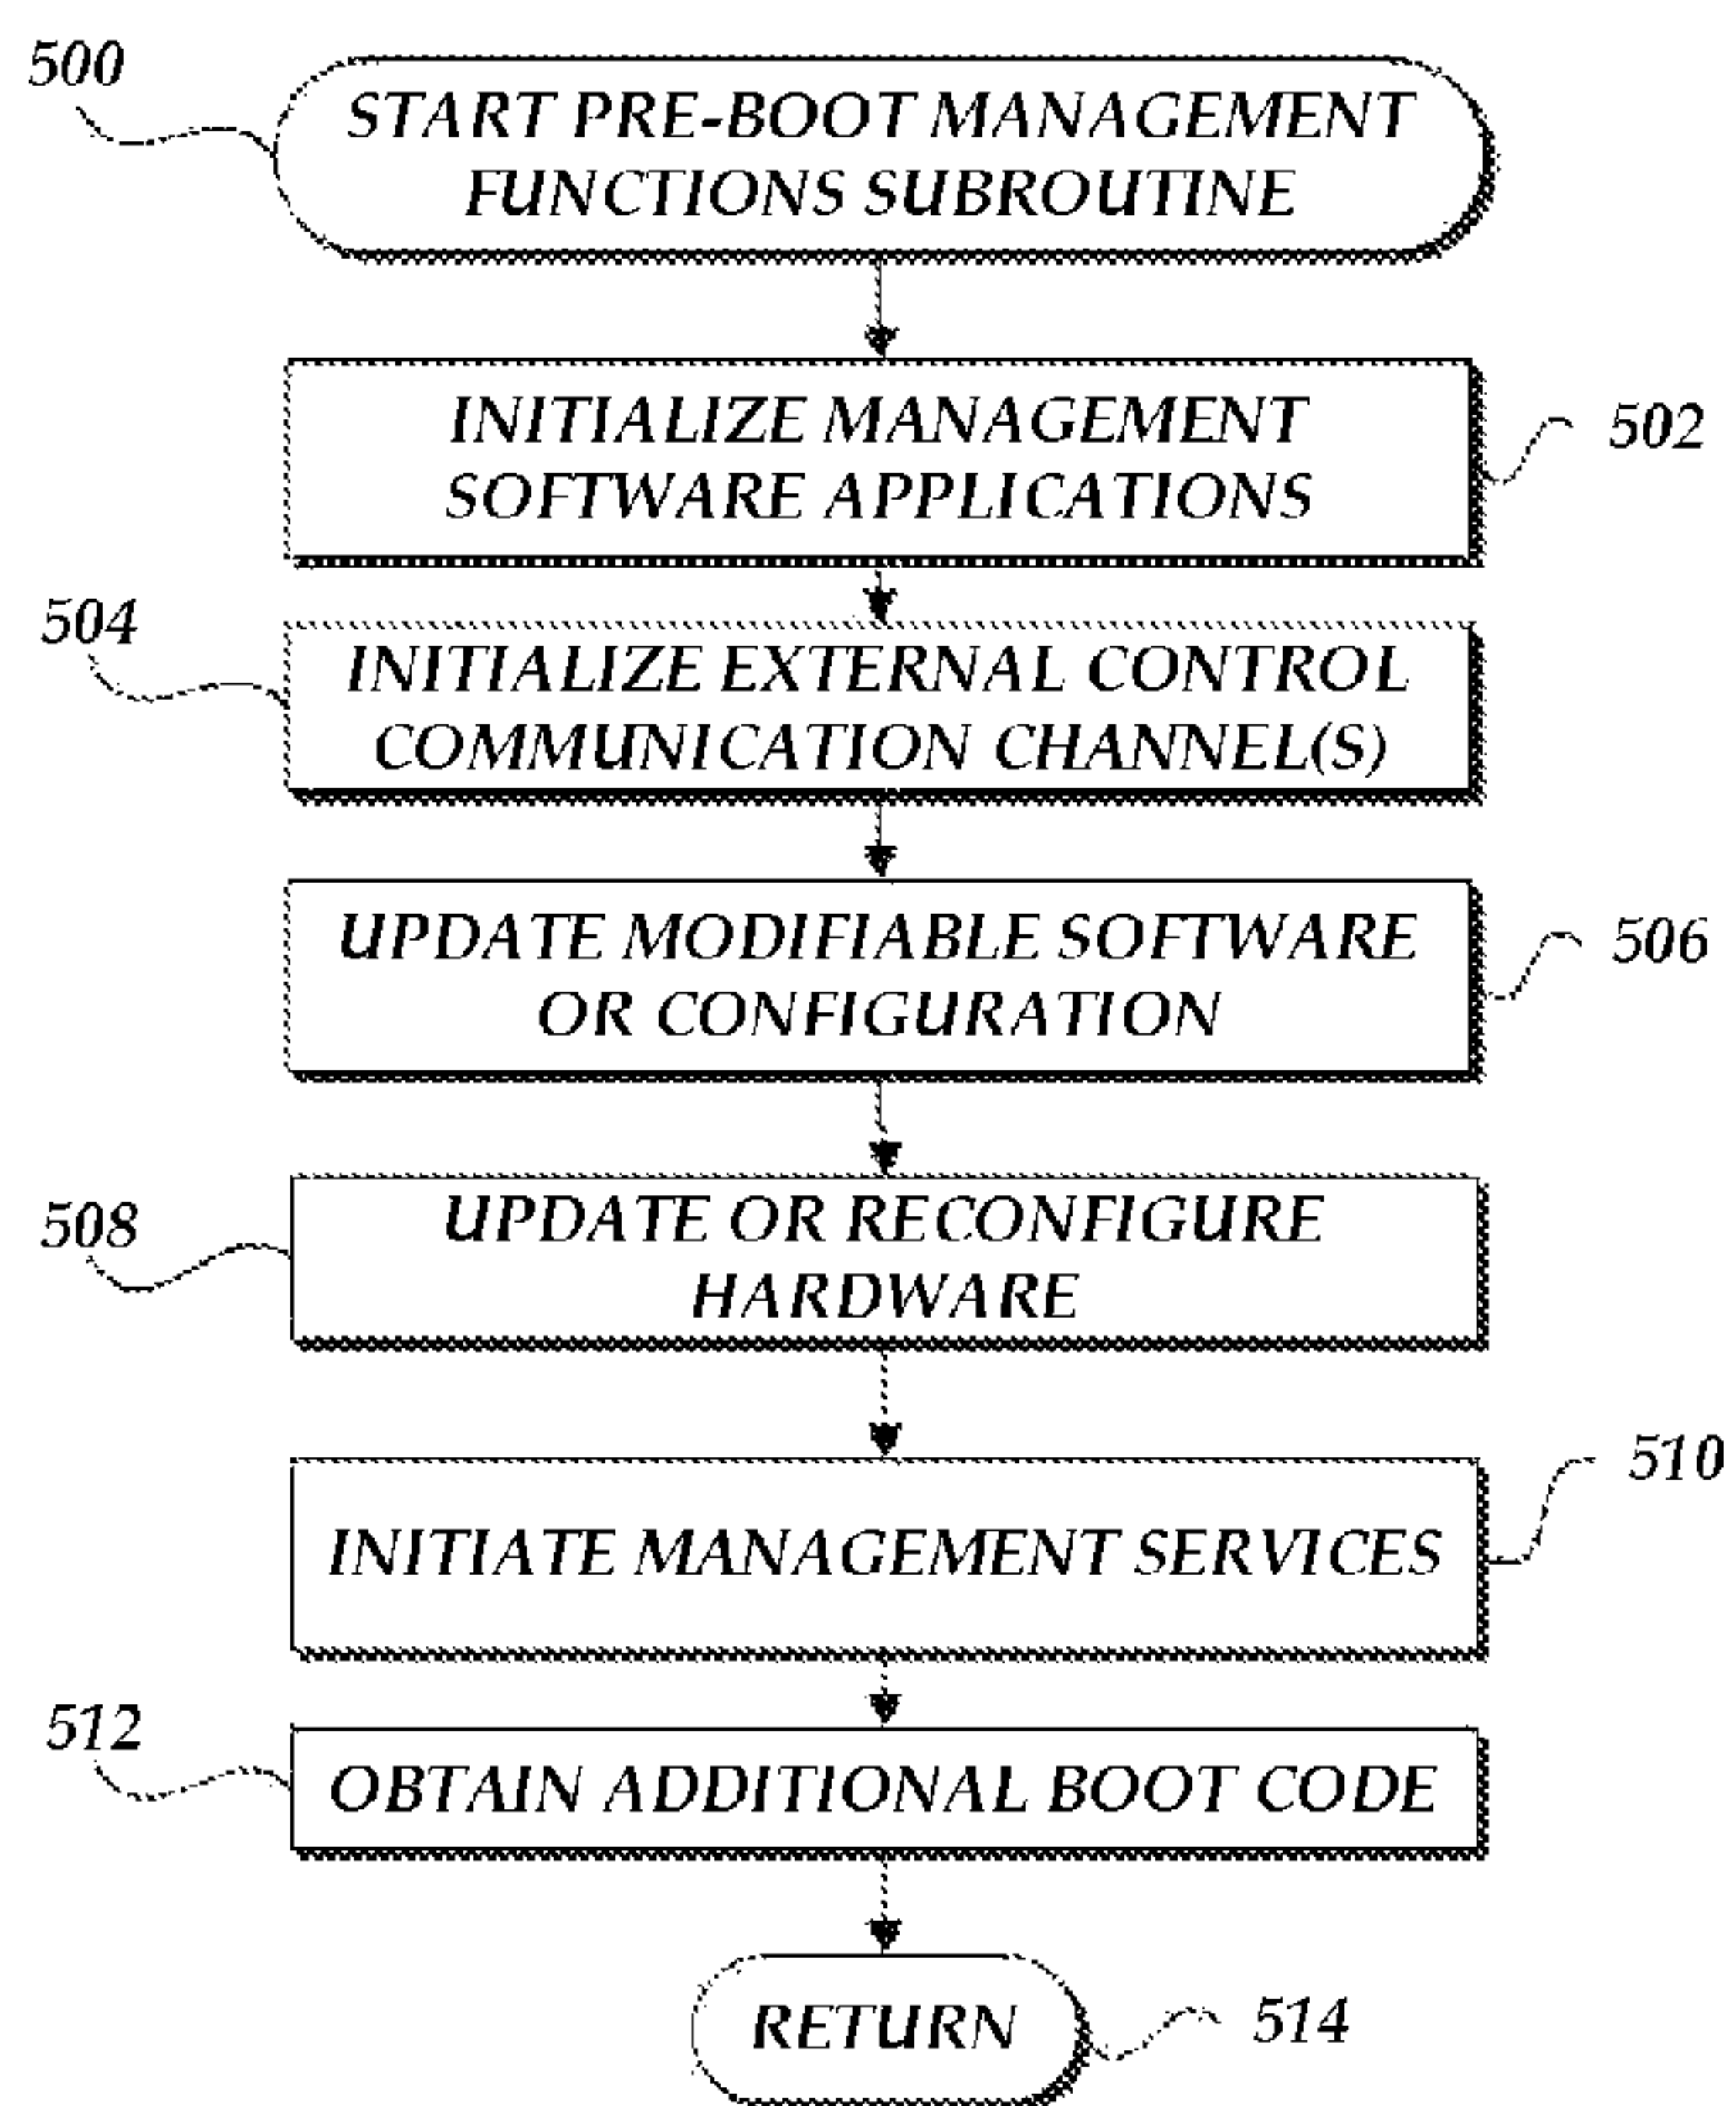 500
START PRE-BOOT MANAGEMENT
FUNCTIONS SUBROUTINE
INITIALIZE MANAGEMENT
SOFTWARE APPLICATIONS
502
504
INITIALIZE EXTERNAL CONTROL
COMMUNICATION CHANNEL(S)
UPDATE MODIFIABLE SOFTWARE
OR CONFIGURATION
506
508
UPDATE OR RECONFIGURE
HARDWARE
510
INITIATE MANAGEMENT SERVICES
512
OBTAIN ADDITIONAL BOOT CODE
RETURN
514